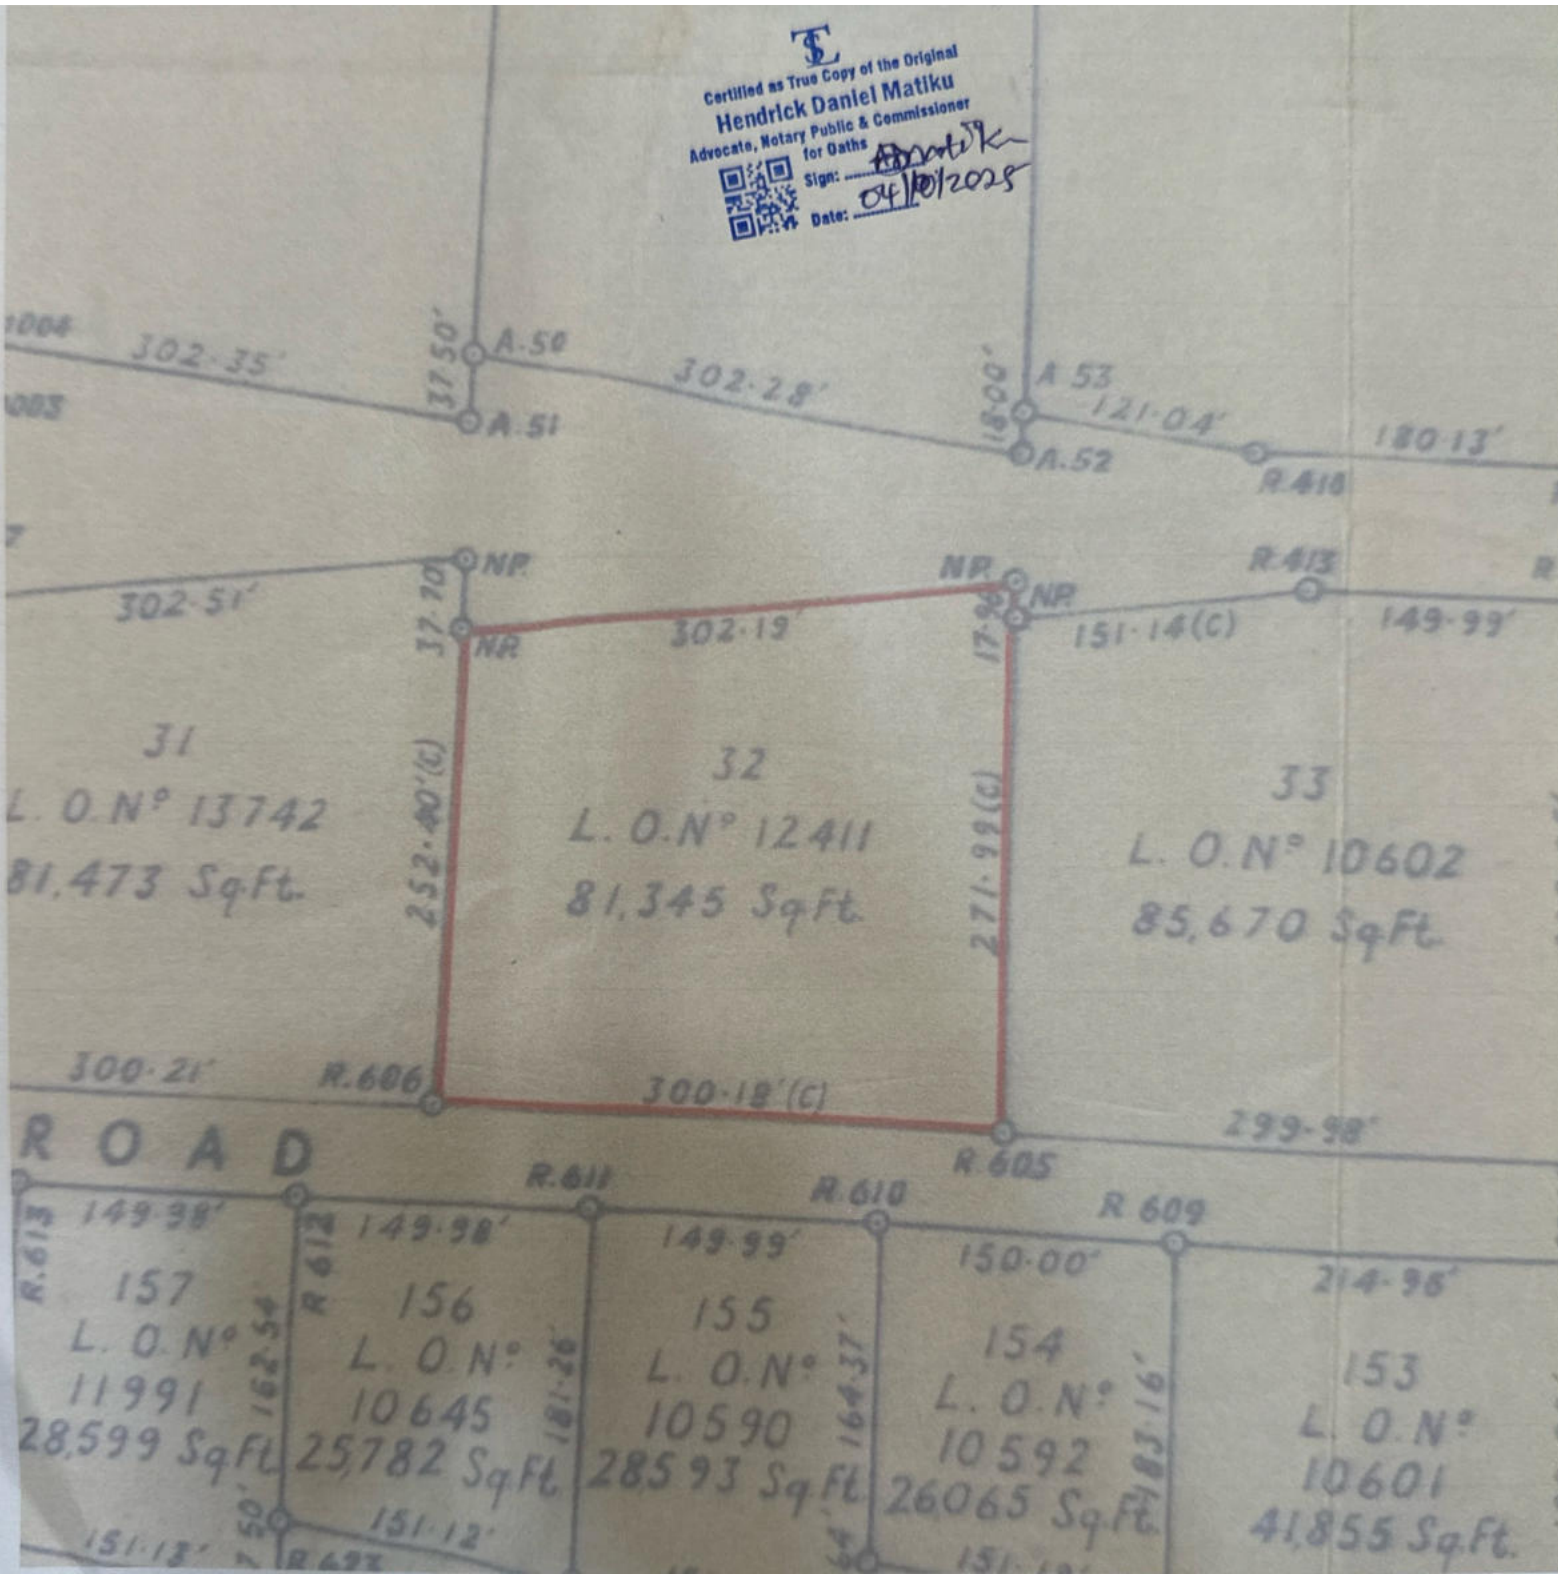 Certified as True Copy of the Original
Hendrick Daniel Matiku
Advocate, Notary Public & Commissioner
for Oaths
Sign:
Date: 04/10/2025
1004
302·35'
37·50'
A·50
302·28'
18·00'
A 53
121·04'
180·13'
A·51
A·52
NP.
NP.
R·413
302·51'
37·70
NP.
302·19'
17·96
NP.
151·14(C)
149·99'
31
L. O. Nº 13742
81,473 Sq.Ft.
252·40'(C)
32
L. O. Nº 12411
81,345 Sq.Ft.
271·99(C)
33
L. O. Nº 10602
85,670 Sq.Ft.
300·21'
R·606
300·18'(C)
R·605
299·98'
ROAD
R·611
R·610
R 609
R·613
149·98'
R 612
149·98'
149·99'
150·00'
214·96'
157
L. O. Nº
11991
28,599 Sq.Ft.
162·54'
156
L. O. Nº
10645
25,782 Sq.Ft.
181·26'
155
L. O. Nº
10590
28593 Sq.Ft.
164·37'
154
L. O. Nº
10592
26065 Sq.Ft.
183·16'
153
L. O. Nº
10601
41,855 Sq.Ft.
151·13'
151·12'